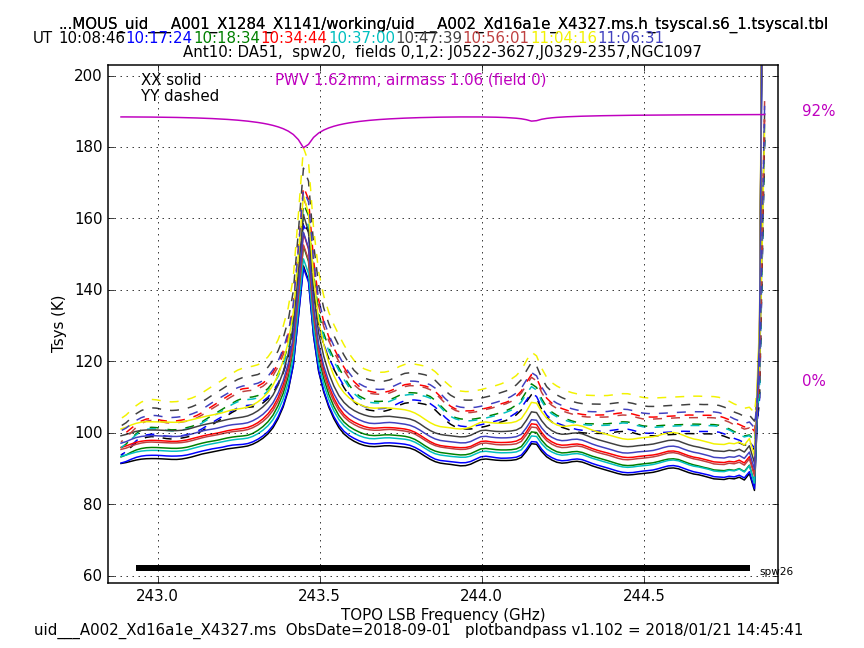 ...MOUS_uid___A001_X1284_X1141/working/uid___A002_Xd16a1e_X4327.ms.h_tsyscal.s6_1.tsyscal.tbl
UT 10:08:46 10:17:24 10:18:34 10:34:44 10:37:00 10:47:39 10:56:01 11:04:16 11:06:31
Ant10: DA51, spw20, fields 0,1,2: J0522-3627,J0329-2357,NGC1097
XX solid
YY dashed
PWV 1.62mm, airmass 1.06 (field 0)
92%
0%
200
180
160
140
120
100
80
60
Tsys (K)
spw26
243.0 243.5 244.0 244.5
TOPO LSB Frequency (GHz)
uid___A002_Xd16a1e_X4327.ms ObsDate=2018-09-01 plotbandpass v1.102 = 2018/01/21 14:45:41